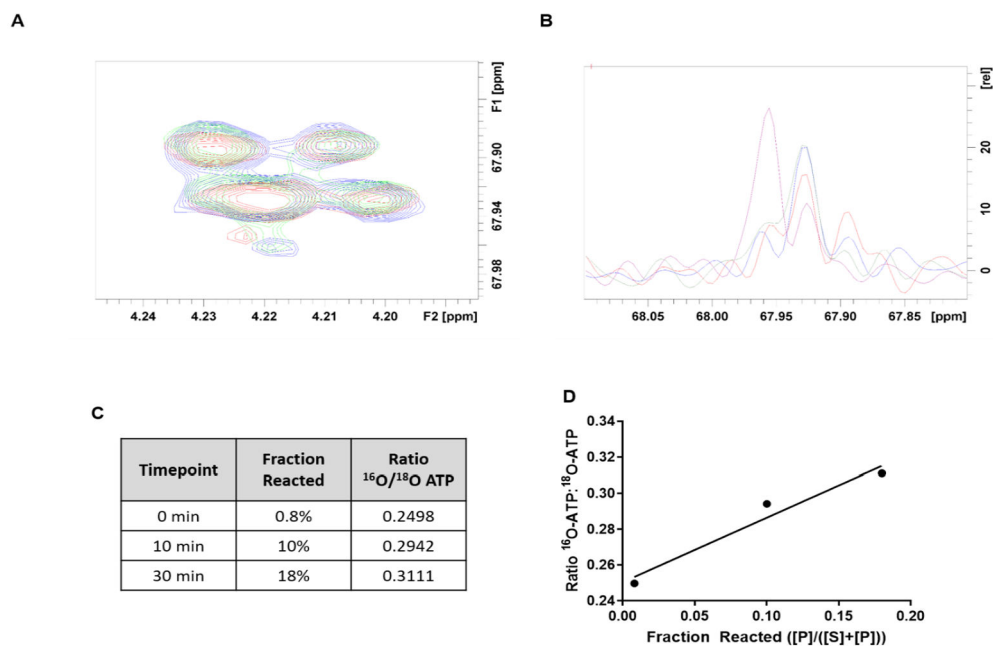 A
F1 [ppm]
67.90
67.94
67.98
4.24
4.23
4.22
4.21
4.20
F2 [ppm]
B
[rel]
20
10
0
68.05
68.00
67.95
67.90
67.85
[ppm]
C
Timepoint Fraction Reacted Ratio ¹⁶O/¹⁸O ATP
0 min 0.8% 0.2498
10 min 10% 0.2942
30 min 18% 0.3111
D
Ratio ¹⁶O-ATP:¹⁸O-ATP
0.34
0.32
0.30
0.28
0.26
0.24
0.00 0.05 0.10 0.15 0.20
Fraction Reacted ([P]/([S]+[P]))